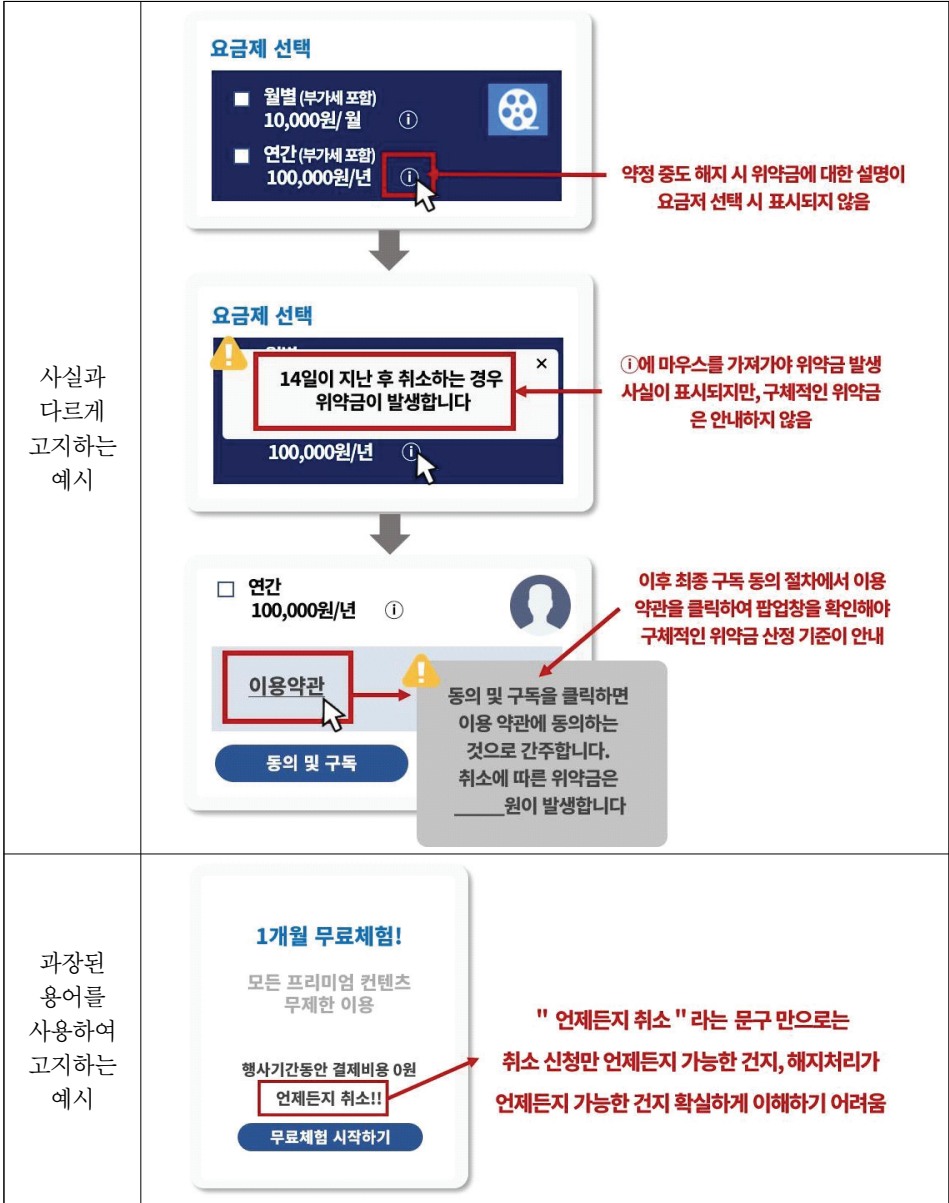 사실과
다르게
고지하는
예시
요금제 선택
월별 (부가세 포함)
10,000원/ 월 ⓘ
연간 (부가세 포함)
100,000원/년 ⓘ
약정 중도 해지 시 위약금에 대한 설명이
요금저 선택 시 표시되지 않음
요금제 선택
14일이 지난 후 취소하는 경우
위약금이 발생합니다
×
100,000원/년 ⓘ
ⓘ에 마우스를 가져가야 위약금 발생
사실이 표시되지만, 구체적인 위약금
은 안내하지 않음
연간
100,000원/년 ⓘ
이용약관
동의 및 구독
동의 및 구독을 클릭하면
이용 약관에 동의하는
것으로 간주합니다.
취소에 따른 위약금은
_____원이 발생합니다
이후 최종 구독 동의 절차에서 이용
약관을 클릭하여 팝업창을 확인해야
구체적인 위약금 산정 기준이 안내
과장된
용어를
사용하여
고지하는
예시
1개월 무료체험!
모든 프리미엄 컨텐츠
무제한 이용
행사기간동안 결제비용 0원
언제든지 취소!!
무료체험 시작하기
" 언제든지 취소 " 라는 문구 만으로는
취소 신청만 언제든지 가능한 건지, 해지처리가
언제든지 가능한 건지 확실하게 이해하기 어려움